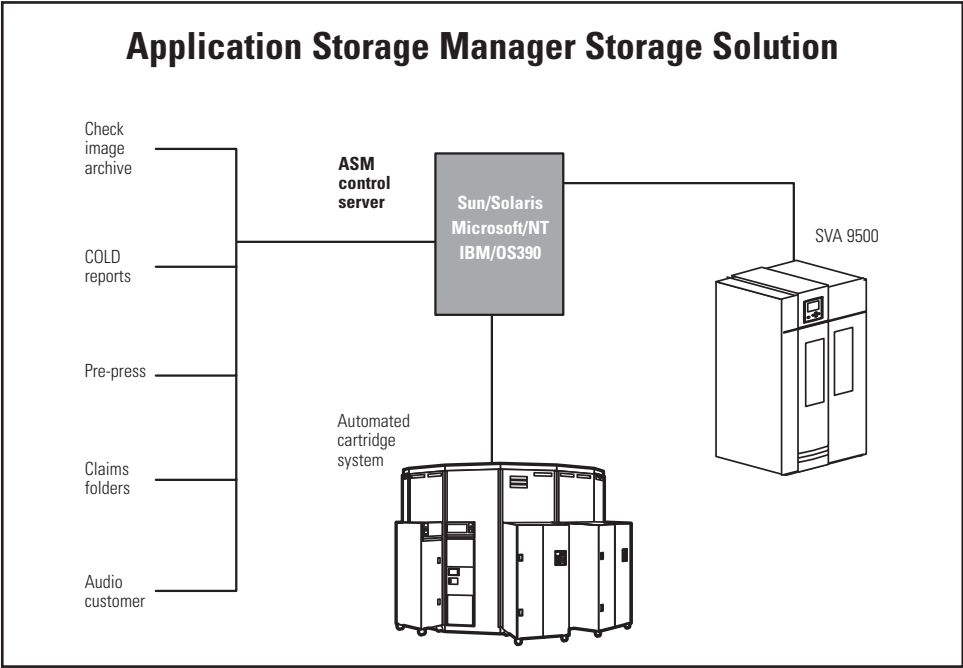 Application Storage Manager Storage Solution
Check
image
archive
COLD
reports
Pre-press
Claims
folders
Audio
customer
ASM
control
server
Sun/Solaris
Microsoft/NT
IBM/OS390
SVA 9500
Automated
cartridge
system